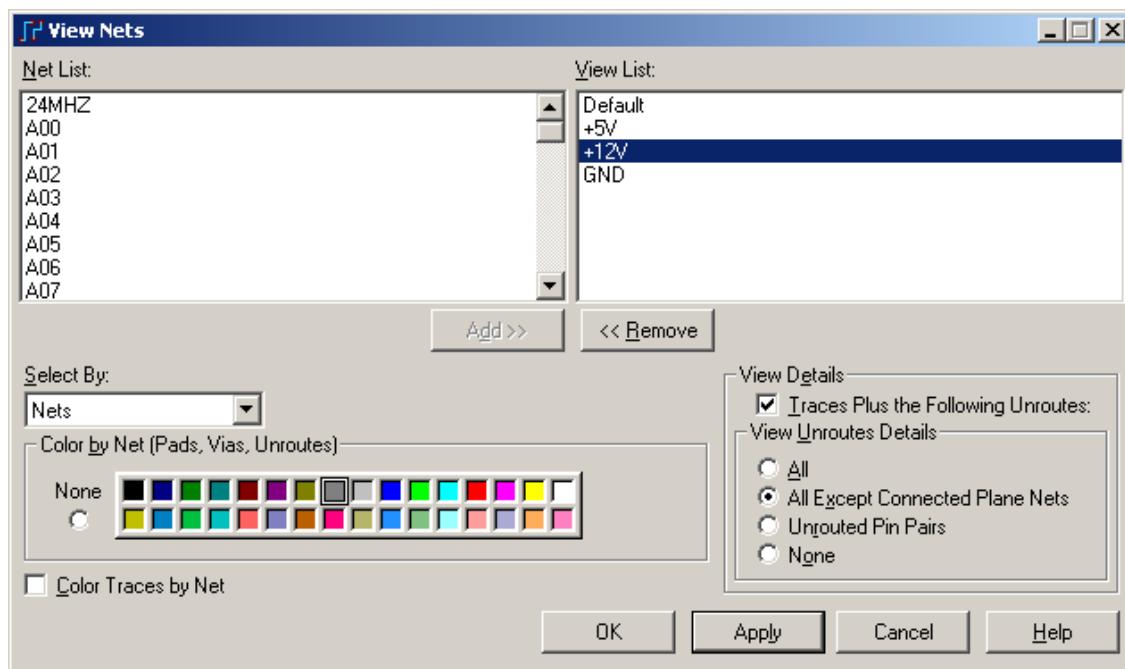 View Nets
Net List:
24MHZ
A00
A01
A02
A03
A04
A05
A06
A07
View List:
Default
+5V
+12V
GND
Add >>
<< Remove
Select By:
Nets
Color by Net (Pads, Vias, Unroutes)
None
Color Traces by Net
View Details
Traces Plus the Following Unroutes:
View Unroutes Details
All
All Except Connected Plane Nets
Unrouted Pin Pairs
None
OK
Apply
Cancel
Help